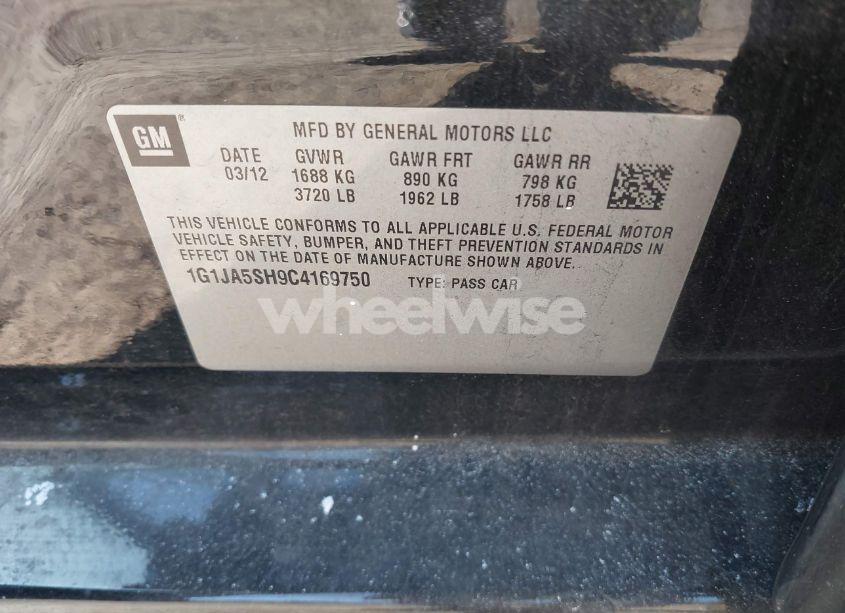 GM ®
MFD BY GENERAL MOTORS LLC
DATE GVWR GAWR FRT GAWR RR
03/12 1688 KG 890 KG 798 KG
3720 LB 1962 LB 1758 LB
THIS VEHICLE CONFORMS TO ALL APPLICABLE U.S. FEDERAL MOTOR
VEHICLE SAFETY, BUMPER, AND THEFT PREVENTION STANDARDS IN
EFFECT ON THE DATE OF MANUFACTURE SHOWN ABOVE.
1G1JA5SH9C4169750 TYPE: PASS CAR
wheelwise